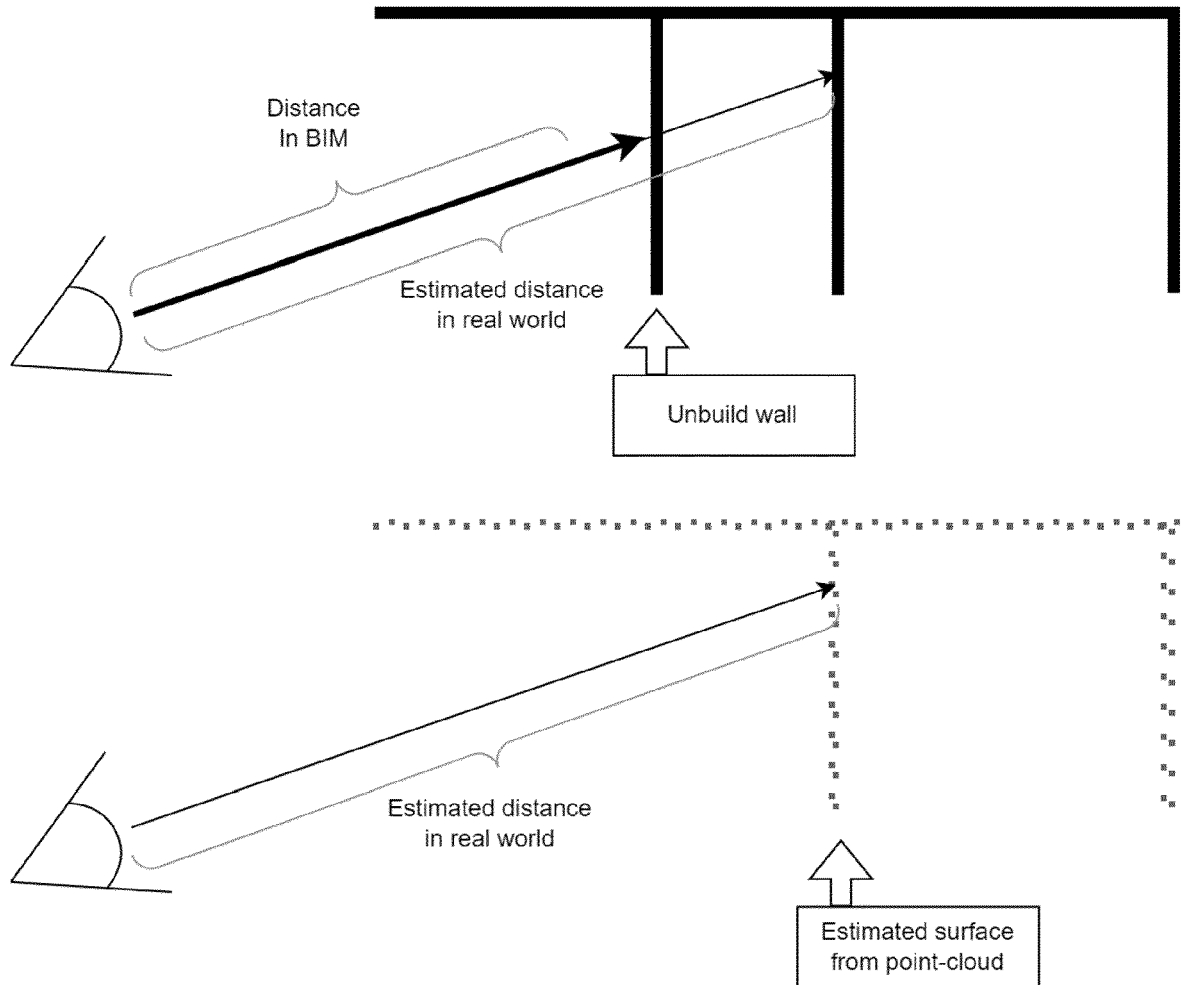 Distance
In BIM
Estimated distance
in real world
Unbuild wall
Estimated distance
in real world
Estimated surface
from point-cloud